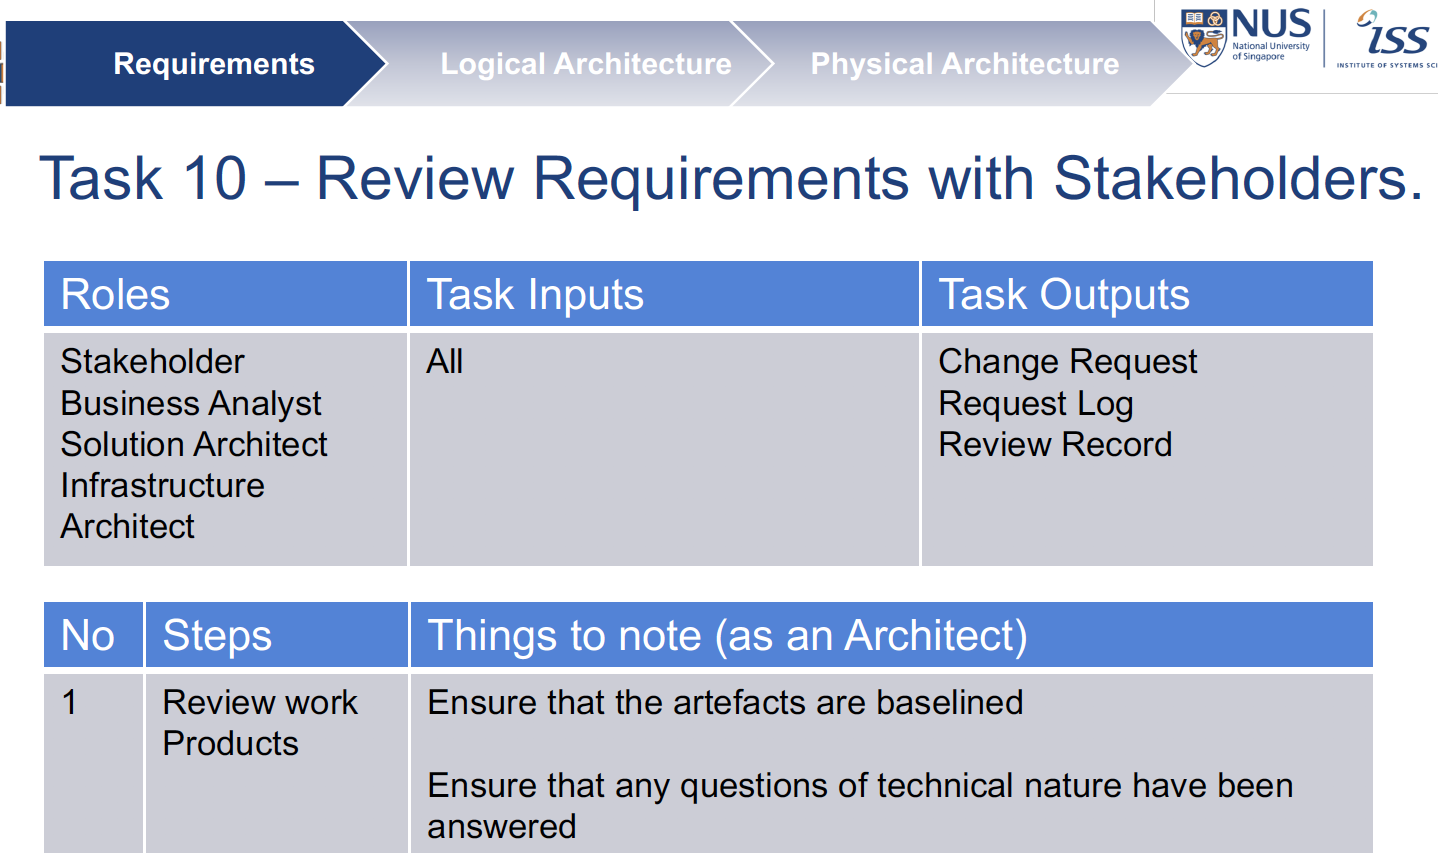 Requirements
Logical Architecture
Physical Architecture
NUS
National University
of Singapore
iss
INSTITUTE OF SYSTEMS
Task 10 – Review Requirements with Stakeholders.
Roles
Task Inputs
Task Outputs
Stakeholder
Business Analyst
Solution Architect
Infrastructure
Architect
All
Change Request
Request Log
Review Record
No
Steps
Things to note (as an Architect)
1
Review work
Products
Ensure that the artefacts are baselined
Ensure that any questions of technical nature have been
answered